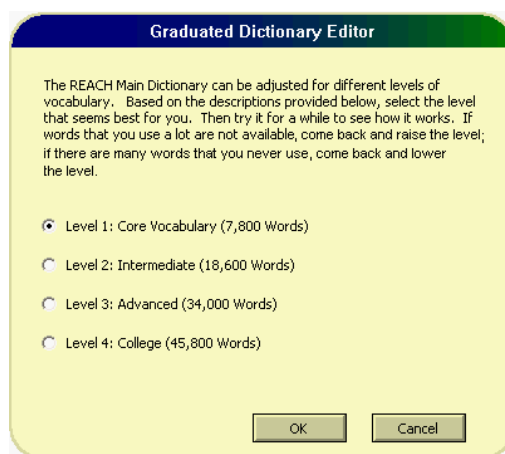 Graduated Dictionary Editor
The REACH Main Dictionary can be adjusted for different levels of
vocabulary. Based on the descriptions provided below, select the level
that seems best for you. Then try it for a while to see how it works. If
words that you use a lot are not available, come back and raise the level;
if there are many words that you never use, come back and lower
the level.
Level 1: Core Vocabulary (7,800 Words)
Level 2: Intermediate (18,600 Words)
Level 3: Advanced (34,000 Words)
Level 4: College (45,800 Words)
OK Cancel